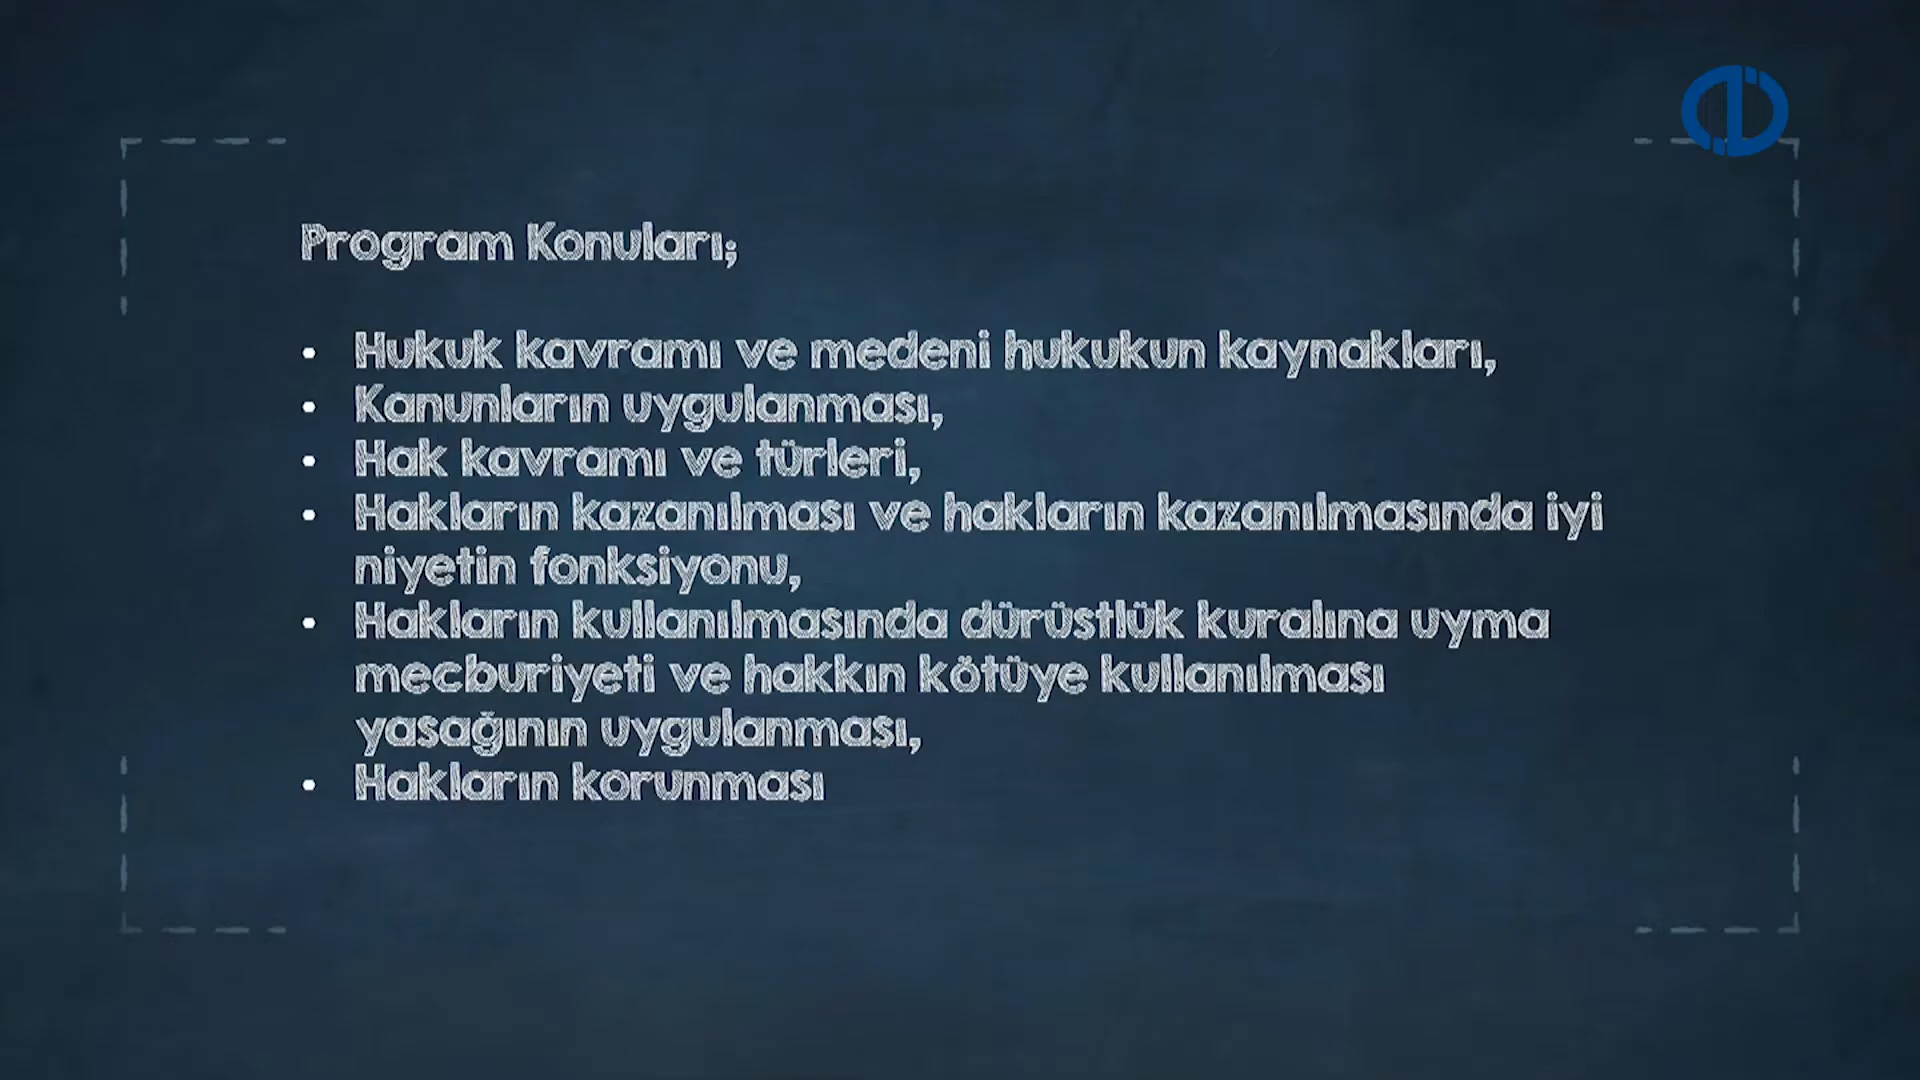 Program Konuları;
• Hukuk kavramı ve medeni hukukun kaynakları,
• Kanunların uygulanması,
• Hak kavramı ve türleri,
• Hakların kazanılması ve hakların kazanılmasında iyi
niyetin fonksiyonu,
• Hakların kullanılmasında dürüstlük kuralına uyma
mecburiyeti ve hakkın kötüye kullanılması
yasağının uygulanması,
• Hakların korunması